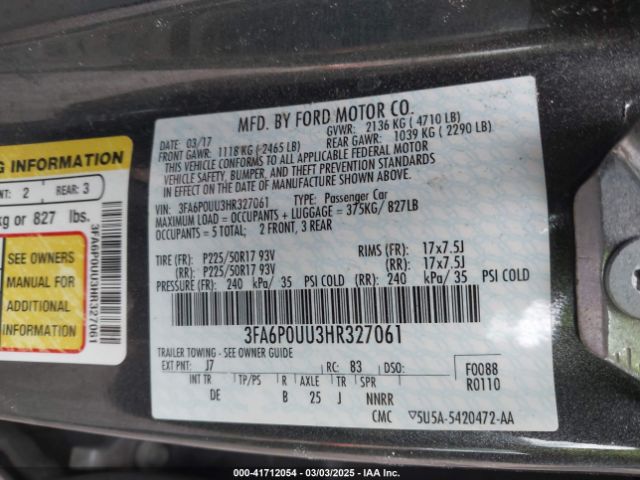 MFD. BY FORD MOTOR CO.
DATE: 03/17 GVWR: 2136 KG ( 4710 LB)
FRONT GAWR: 1118 KG ( 2465 LB) REAR GAWR: 1039 KG ( 2290 LB)
THIS VEHICLE CONFORMS TO ALL APPLICABLE FEDERAL MOTOR
VEHICLE SAFETY, BUMPER, AND THEFT PREVENTION STANDARDS
IN EFFECT ON THE DATE OF MANUFACTURE SHOWN ABOVE.
VIN: 3FA6P0UU3HR327061 TYPE: Passenger Car
MAXIMUM LOAD = OCCUPANTS + LUGGAGE = 375KG/ 827LB
OCCUPANTS = 5 TOTAL; 2 FRONT, 3 REAR
TIRE (FR): P225/50R17 93V RIMS (FR): 17x7.5J
(RR): P225/50R17 93V (RR): 17x7.5J
PRESSURE (FR): 240 kPa/ 35 PSI COLD (RR): 240 kPa/ 35 PSI COLD
3FA6P0UU3HR327061
TRAILER TOWING - SEE OWNER GUIDE
EXT PNT: J7 RC: B3 DSO: F0088
R0110
INT TR TP/PS R AXLE TR SPR
DE B 25 J NNRR
CMC 5U5A-5420472-AA
G INFORMATION
NT: 2 REAR: 3
kg or 827 lbs.
SEE OWNERS
MANUAL FOR
ADDITIONAL
INFORMATION
3FA6P0UU3HR327061
000-41712054 - 03/03/2025 - IAA Inc.